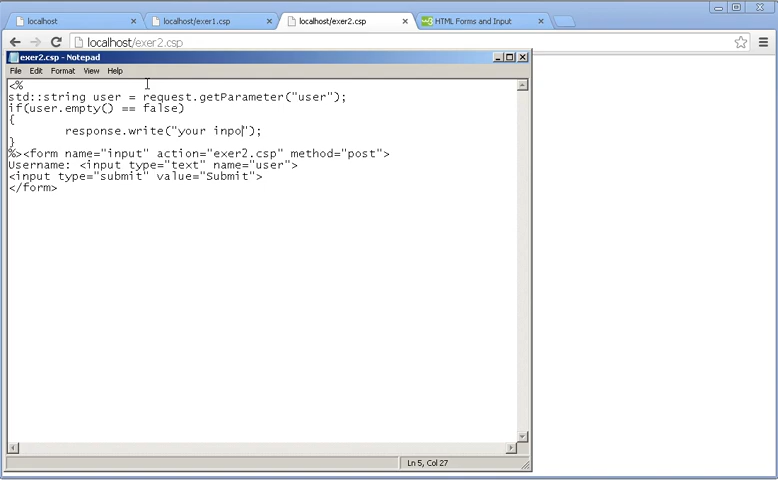 localhost
localhost/exer1.csp
localhost/exer2.csp
HTML Forms and Input
localhost/exer2.csp
exer2.csp - Notepad
File Edit Format View Help
<%
std::string user = request.getParameter("user");
if(user.empty() == false)
{
response.write("your inpo");
}
%><form name="input" action="exer2.csp" method="post">
Username: <input type="text" name="user">
<input type="submit" value="Submit">
</form>
Ln 5, Col 27